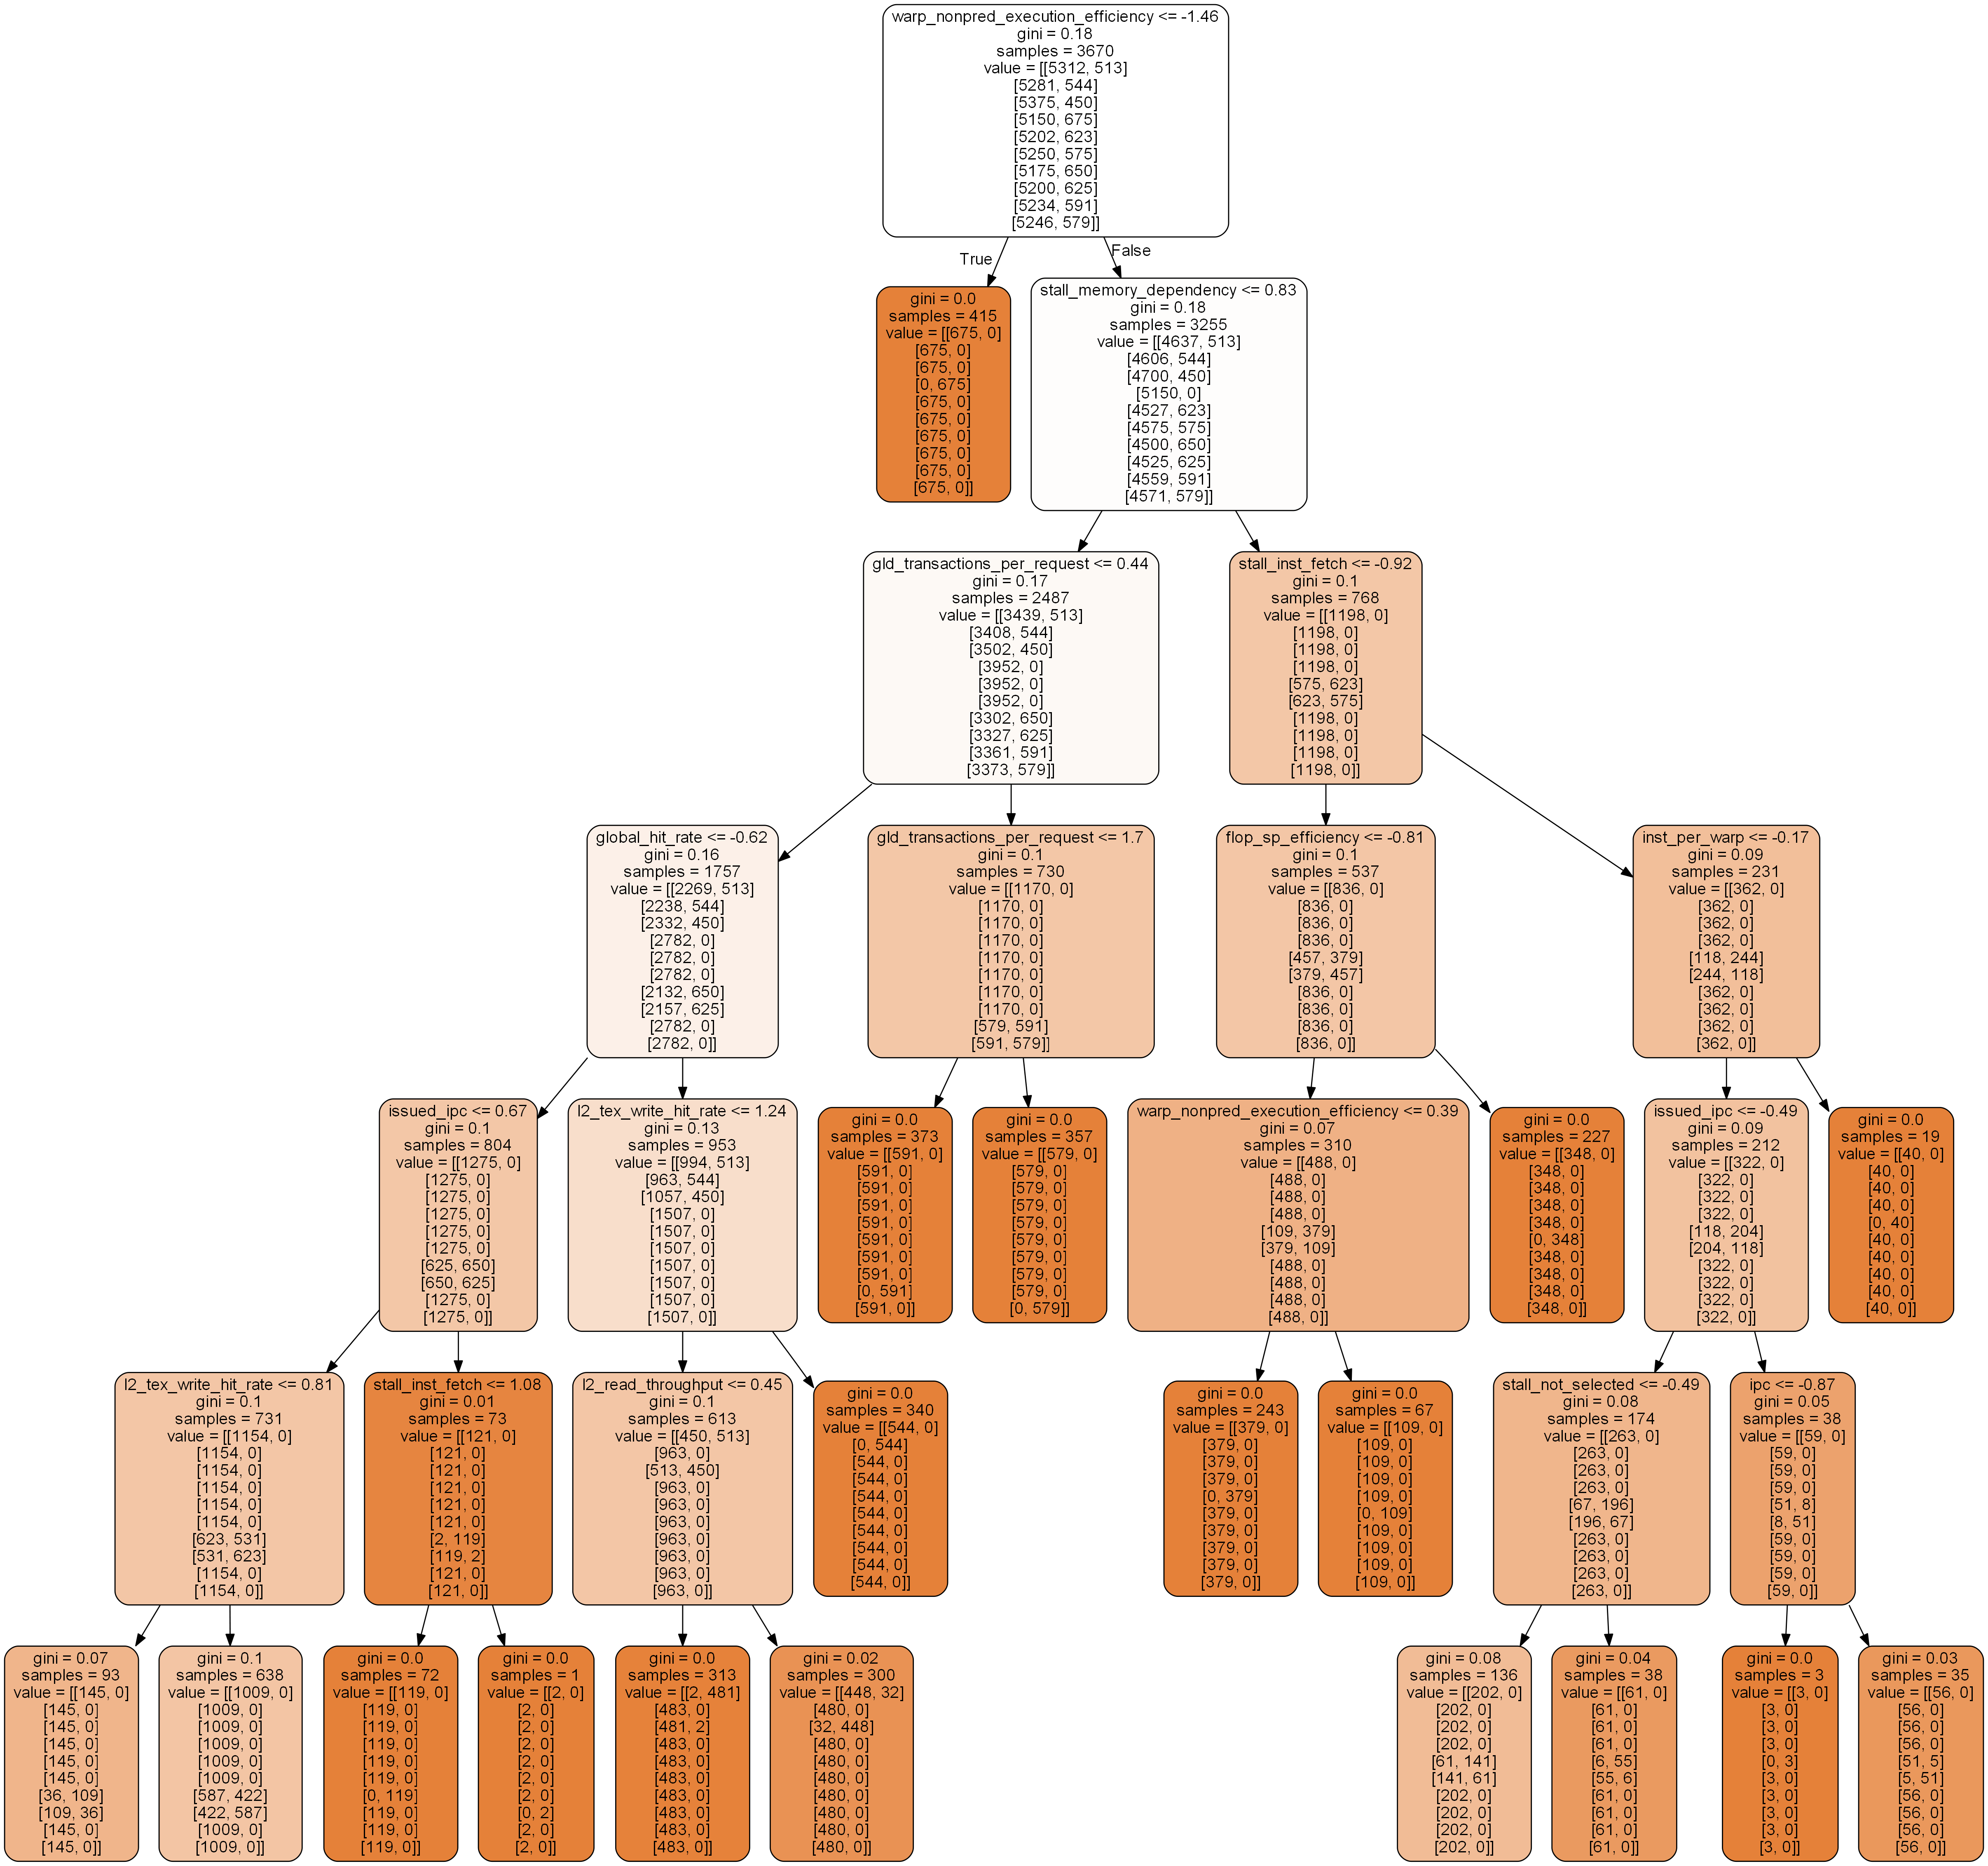 warp_nonpred_execution_efficiency <= -1.46
gini = 0.18
samples = 3670
value = [[5312, 513]
[5281, 544]
[5375, 450]
[5150, 675]
[5202, 623]
[5250, 575]
[5175, 650]
[5200, 625]
[5234, 591]
[5246, 579]]
True
False
gini = 0.0
samples = 415
value = [[675, 0]
[675, 0]
[675, 0]
[0, 675]
[675, 0]
[675, 0]
[675, 0]
[675, 0]
[675, 0]
[675, 0]]
stall_memory_dependency <= 0.83
gini = 0.18
samples = 3255
value = [[4637, 513]
[4606, 544]
[4700, 450]
[5150, 0]
[4527, 623]
[4575, 575]
[4500, 650]
[4525, 625]
[4559, 591]
[4571, 579]]
gld_transactions_per_request <= 0.44
gini = 0.17
samples = 2487
value = [[3439, 513]
[3408, 544]
[3502, 450]
[3952, 0]
[3952, 0]
[3952, 0]
[3302, 650]
[3327, 625]
[3361, 591]
[3373, 579]]
stall_inst_fetch <= -0.92
gini = 0.1
samples = 768
value = [[1198, 0]
[1198, 0]
[1198, 0]
[1198, 0]
[575, 623]
[623, 575]
[1198, 0]
[1198, 0]
[1198, 0]
[1198, 0]]
global_hit_rate <= -0.62
gini = 0.16
samples = 1757
value = [[2269, 513]
[2238, 544]
[2332, 450]
[2782, 0]
[2782, 0]
[2782, 0]
[2132, 650]
[2157, 625]
[2782, 0]
[2782, 0]]
gld_transactions_per_request <= 1.7
gini = 0.1
samples = 730
value = [[1170, 0]
[1170, 0]
[1170, 0]
[1170, 0]
[1170, 0]
[1170, 0]
[1170, 0]
[1170, 0]
[579, 591]
[591, 579]]
flop_sp_efficiency <= -0.81
gini = 0.1
samples = 537
value = [[836, 0]
[836, 0]
[836, 0]
[836, 0]
[457, 379]
[379, 457]
[836, 0]
[836, 0]
[836, 0]
[836, 0]]
inst_per_warp <= -0.17
gini = 0.09
samples = 231
value = [[362, 0]
[362, 0]
[362, 0]
[362, 0]
[118, 244]
[244, 118]
[362, 0]
[362, 0]
[362, 0]
[362, 0]]
issued_ipc <= 0.67
gini = 0.1
samples = 804
value = [[1275, 0]
[1275, 0]
[1275, 0]
[1275, 0]
[1275, 0]
[1275, 0]
[625, 650]
[650, 625]
[1275, 0]
[1275, 0]]
l2_tex_write_hit_rate <= 1.24
gini = 0.13
samples = 953
value = [[994, 513]
[963, 544]
[1057, 450]
[1507, 0]
[1507, 0]
[1507, 0]
[1507, 0]
[1507, 0]
[1507, 0]
[1507, 0]]
gini = 0.0
samples = 373
value = [[591, 0]
[591, 0]
[591, 0]
[591, 0]
[591, 0]
[591, 0]
[591, 0]
[591, 0]
[0, 591]
[591, 0]]
gini = 0.0
samples = 357
value = [[579, 0]
[579, 0]
[579, 0]
[579, 0]
[579, 0]
[579, 0]
[579, 0]
[579, 0]
[579, 0]
[0, 579]]
warp_nonpred_execution_efficiency <= 0.39
gini = 0.07
samples = 310
value = [[488, 0]
[488, 0]
[488, 0]
[488, 0]
[109, 379]
[379, 109]
[488, 0]
[488, 0]
[488, 0]
[488, 0]]
gini = 0.0
samples = 227
value = [[348, 0]
[348, 0]
[348, 0]
[348, 0]
[348, 0]
[0, 348]
[348, 0]
[348, 0]
[348, 0]
[348, 0]]
issued_ipc <= -0.49
gini = 0.09
samples = 212
value = [[322, 0]
[322, 0]
[322, 0]
[322, 0]
[118, 204]
[204, 118]
[322, 0]
[322, 0]
[322, 0]
[322, 0]]
gini = 0.0
samples = 19
value = [[40, 0]
[40, 0]
[40, 0]
[40, 0]
[0, 40]
[40, 0]
[40, 0]
[40, 0]
[40, 0]
[40, 0]]
l2_tex_write_hit_rate <= 0.81
gini = 0.1
samples = 731
value = [[1154, 0]
[1154, 0]
[1154, 0]
[1154, 0]
[1154, 0]
[1154, 0]
[623, 531]
[531, 623]
[1154, 0]
[1154, 0]]
stall_inst_fetch <= 1.08
gini = 0.01
samples = 73
value = [[121, 0]
[121, 0]
[121, 0]
[121, 0]
[121, 0]
[121, 0]
[2, 119]
[119, 2]
[121, 0]
[121, 0]]
l2_read_throughput <= 0.45
gini = 0.1
samples = 613
value = [[450, 513]
[963, 0]
[513, 450]
[963, 0]
[963, 0]
[963, 0]
[963, 0]
[963, 0]
[963, 0]
[963, 0]]
gini = 0.0
samples = 340
value = [[544, 0]
[0, 544]
[544, 0]
[544, 0]
[544, 0]
[544, 0]
[544, 0]
[544, 0]
[544, 0]
[544, 0]]
gini = 0.0
samples = 243
value = [[379, 0]
[379, 0]
[379, 0]
[379, 0]
[0, 379]
[379, 0]
[379, 0]
[379, 0]
[379, 0]
[379, 0]]
gini = 0.0
samples = 67
value = [[109, 0]
[109, 0]
[109, 0]
[109, 0]
[109, 0]
[0, 109]
[109, 0]
[109, 0]
[109, 0]
[109, 0]]
stall_not_selected <= -0.49
gini = 0.08
samples = 174
value = [[263, 0]
[263, 0]
[263, 0]
[263, 0]
[67, 196]
[196, 67]
[263, 0]
[263, 0]
[263, 0]
[263, 0]]
ipc <= -0.87
gini = 0.05
samples = 38
value = [[59, 0]
[59, 0]
[59, 0]
[59, 0]
[51, 8]
[8, 51]
[59, 0]
[59, 0]
[59, 0]
[59, 0]]
gini = 0.07
samples = 93
value = [[145, 0]
[145, 0]
[145, 0]
[145, 0]
[145, 0]
[145, 0]
[36, 109]
[109, 36]
[145, 0]
[145, 0]]
gini = 0.1
samples = 638
value = [[1009, 0]
[1009, 0]
[1009, 0]
[1009, 0]
[1009, 0]
[1009, 0]
[587, 422]
[422, 587]
[1009, 0]
[1009, 0]]
gini = 0.0
samples = 72
value = [[119, 0]
[119, 0]
[119, 0]
[119, 0]
[119, 0]
[119, 0]
[0, 119]
[119, 0]
[119, 0]
[119, 0]]
gini = 0.0
samples = 1
value = [[2, 0]
[2, 0]
[2, 0]
[2, 0]
[2, 0]
[2, 0]
[2, 0]
[0, 2]
[2, 0]
[2, 0]]
gini = 0.0
samples = 313
value = [[2, 481]
[483, 0]
[481, 2]
[483, 0]
[483, 0]
[483, 0]
[483, 0]
[483, 0]
[483, 0]
[483, 0]]
gini = 0.02
samples = 300
value = [[448, 32]
[480, 0]
[32, 448]
[480, 0]
[480, 0]
[480, 0]
[480, 0]
[480, 0]
[480, 0]
[480, 0]]
gini = 0.08
samples = 136
value = [[202, 0]
[202, 0]
[202, 0]
[202, 0]
[61, 141]
[141, 61]
[202, 0]
[202, 0]
[202, 0]
[202, 0]]
gini = 0.04
samples = 38
value = [[61, 0]
[61, 0]
[61, 0]
[61, 0]
[6, 55]
[55, 6]
[61, 0]
[61, 0]
[61, 0]
[61, 0]]
gini = 0.0
samples = 3
value = [[3, 0]
[3, 0]
[3, 0]
[3, 0]
[0, 3]
[3, 0]
[3, 0]
[3, 0]
[3, 0]
[3, 0]]
gini = 0.03
samples = 35
value = [[56, 0]
[56, 0]
[56, 0]
[56, 0]
[51, 5]
[5, 51]
[56, 0]
[56, 0]
[56, 0]
[56, 0]]